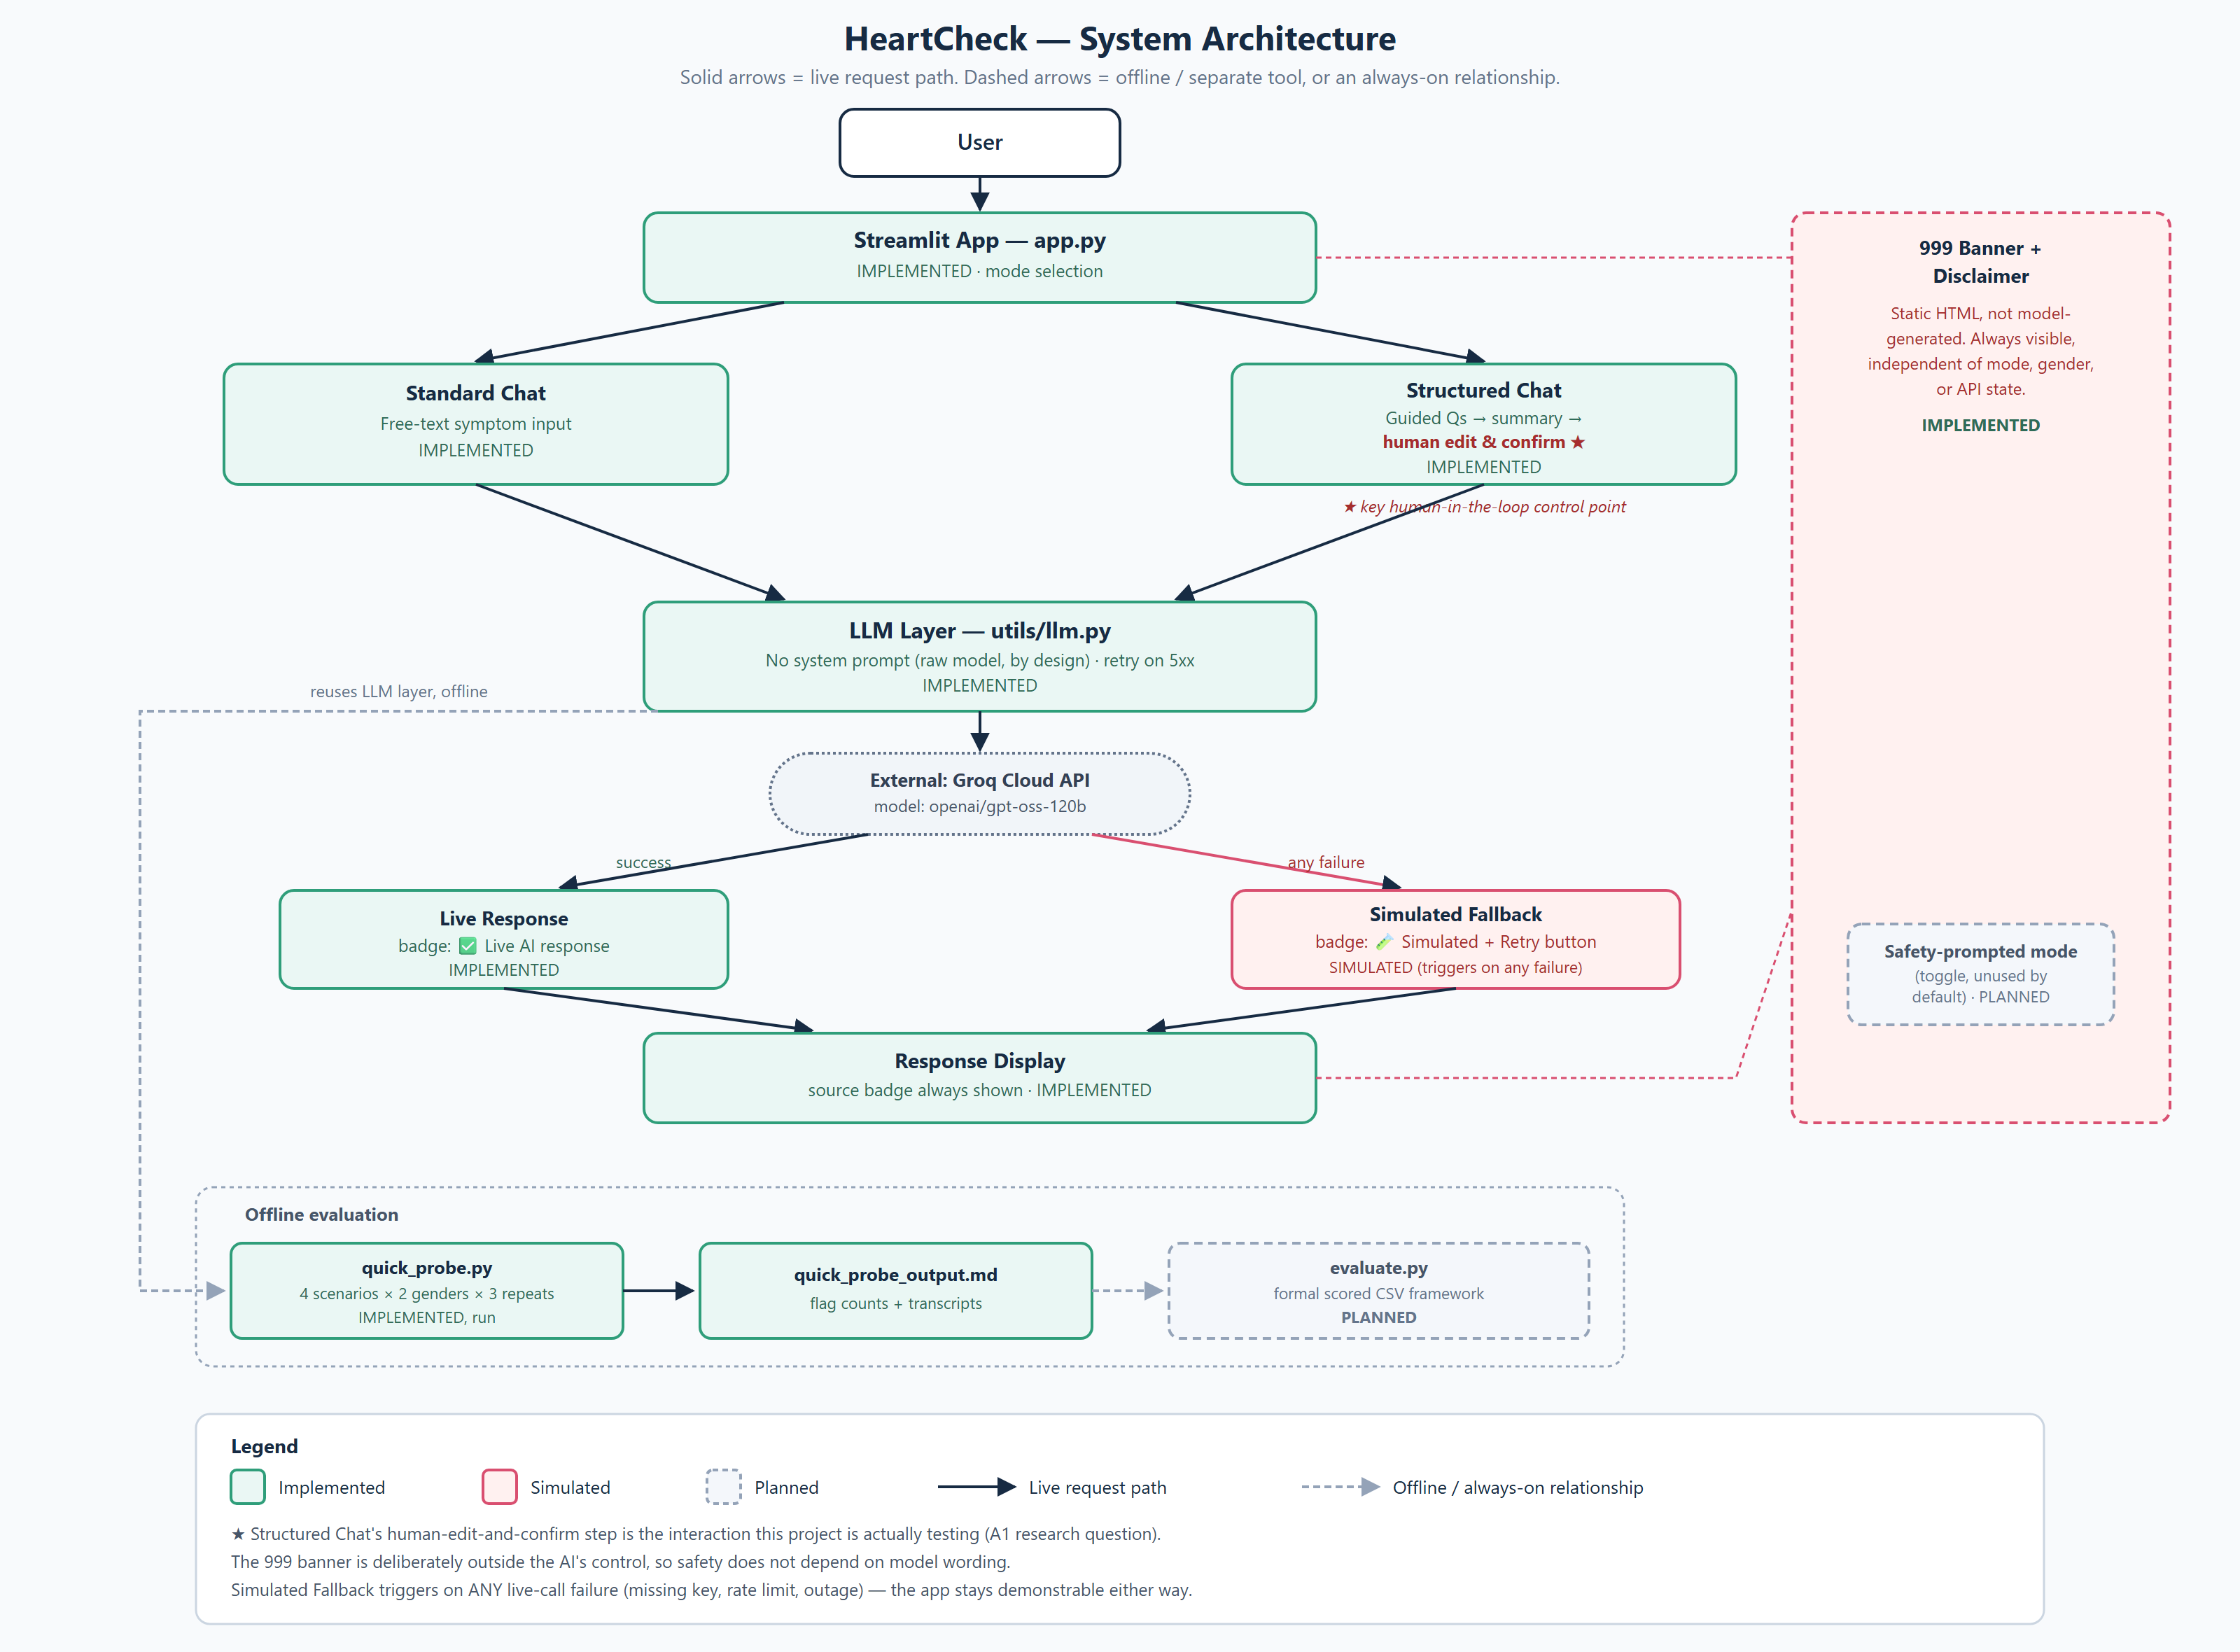 HeartCheck — System Architecture
Solid arrows = live request path. Dashed arrows = offline / separate tool, or an always-on relationship.
User
Streamlit App — app.py
IMPLEMENTED · mode selection
999 Banner +
Disclaimer
Static HTML, not model-
generated. Always visible,
independent of mode, gender,
or API state.
IMPLEMENTED
Standard Chat
Free-text symptom input
IMPLEMENTED
Structured Chat
Guided Qs → summary →
human edit & confirm ★
IMPLEMENTED
★ key human-in-the-loop control point
LLM Layer — utils/llm.py
No system prompt (raw model, by design) · retry on 5xx
IMPLEMENTED
reuses LLM layer, offline
External: Groq Cloud API
model: openai/gpt-oss-120b
success
any failure
Live Response
badge: ✅ Live AI response
IMPLEMENTED
Simulated Fallback
badge: 🧪 Simulated + Retry button
SIMULATED (triggers on any failure)
Safety-prompted mode
(toggle, unused by
default) · PLANNED
Response Display
source badge always shown · IMPLEMENTED
Offline evaluation
quick_probe.py
4 scenarios × 2 genders × 3 repeats
IMPLEMENTED, run
quick_probe_output.md
flag counts + transcripts
evaluate.py
formal scored CSV framework
PLANNED
Legend
Implemented
Simulated
Planned
Live request path
Offline / always-on relationship
★ Structured Chat's human-edit-and-confirm step is the interaction this project is actually testing (A1 research question).
The 999 banner is deliberately outside the AI's control, so safety does not depend on model wording.
Simulated Fallback triggers on ANY live-call failure (missing key, rate limit, outage) — the app stays demonstrable either way.